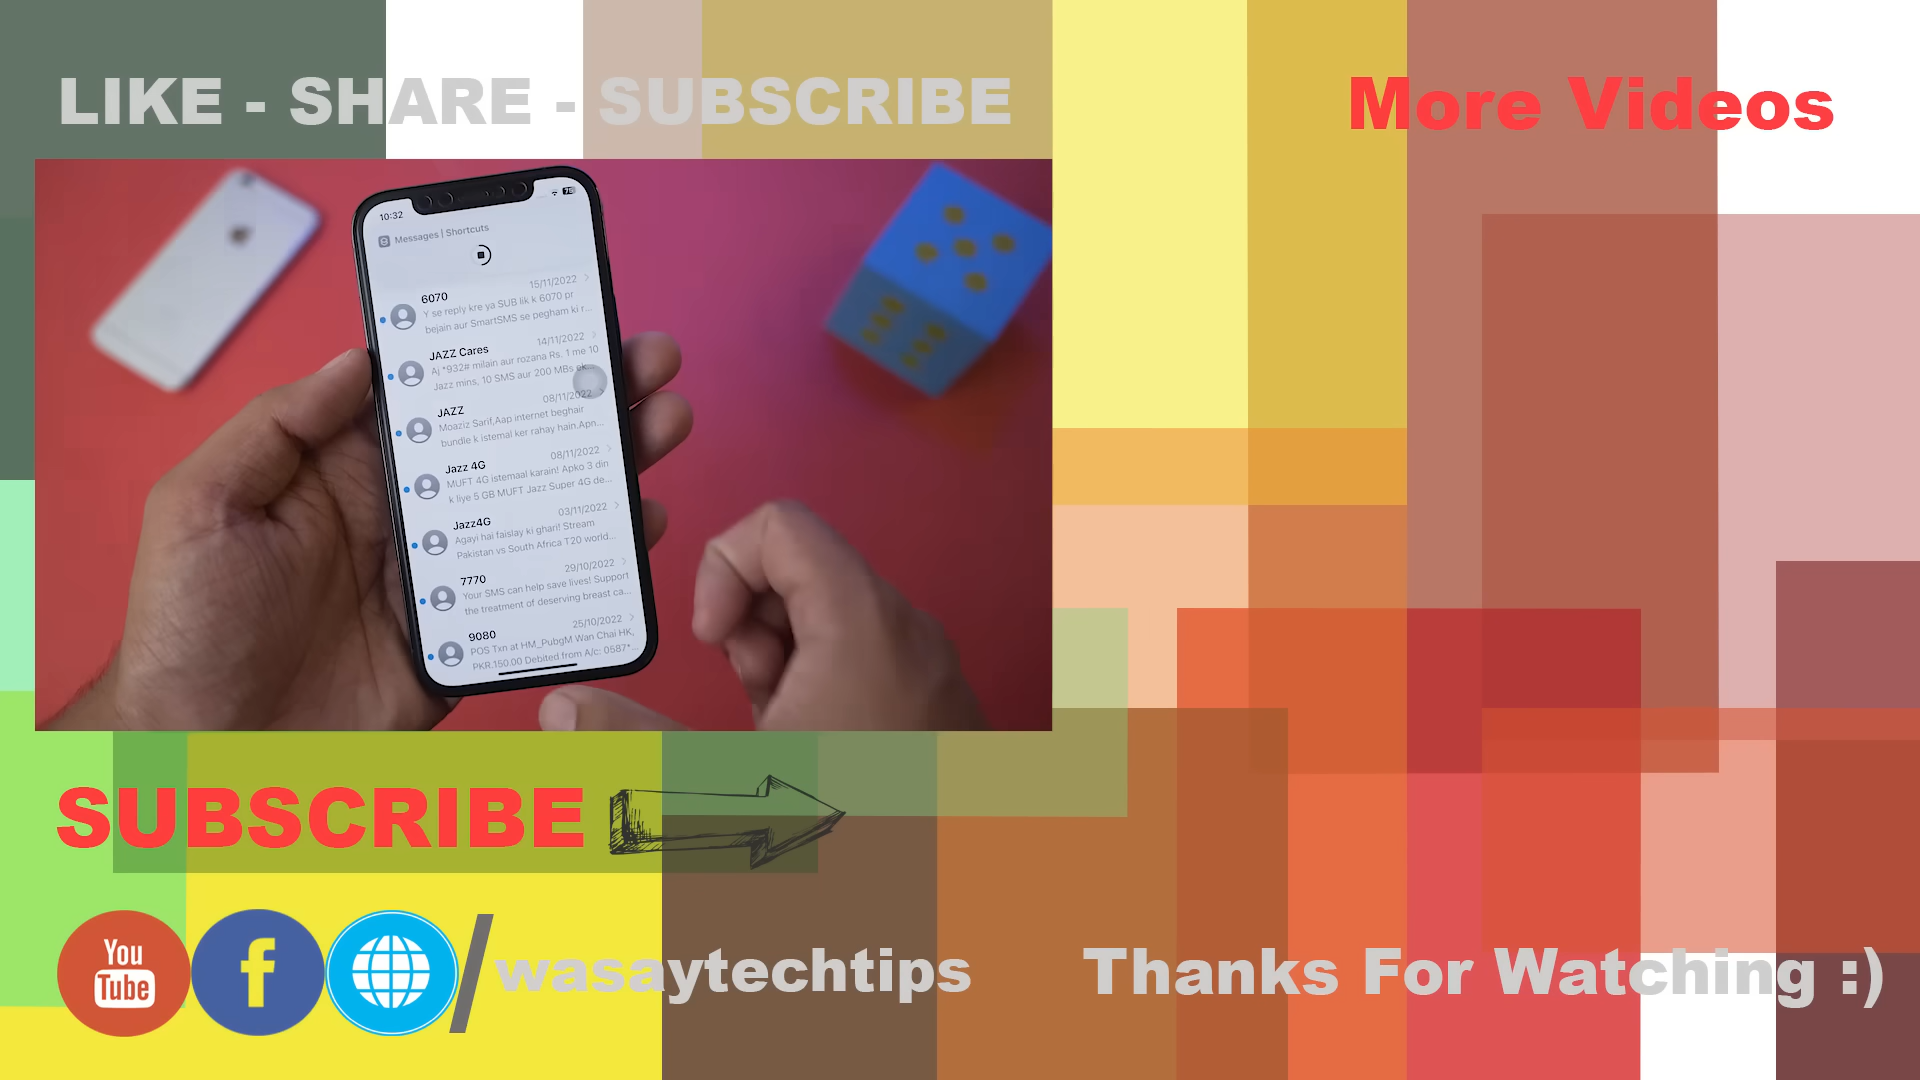 LIKE - SHARE - SUBSCRIBE
More Videos
10:32
78
Messages | Shortcuts
6070
15/11/2022
Y se reply kre ya SUB lik k 6070 pr
bejain aur SmartSMS se pegham ki r...
JAZZ Cares
14/11/2022
Aj *932# milain aur rozana Rs. 1 me 10
Jazz mins, 10 SMS aur 200 MBs ek...
JAZZ
08/11/2022
Moaziz Sarif,Aap internet beghair
bundle k istemal ker rahay hain.Apn...
Jazz 4G
08/11/2022
MUFT 4G istemaal karain! Apko 3 din
k liye 5 GB MUFT Jazz Super 4G de...
Jazz4G
03/11/2022
Agayi hai faislay ki ghari! Stream
Pakistan vs South Africa T20 world...
7770
29/10/2022
Your SMS can help save lives! Support
the treatment of deserving breast ca...
9080
25/10/2022
POS Txn at HM_PubgM Wan Chai HK,
PKR.150.00 Debited from A/c: 0587*...
SUBSCRIBE
You
Tube
f
/wasaytechtips
Thanks For Watching :)